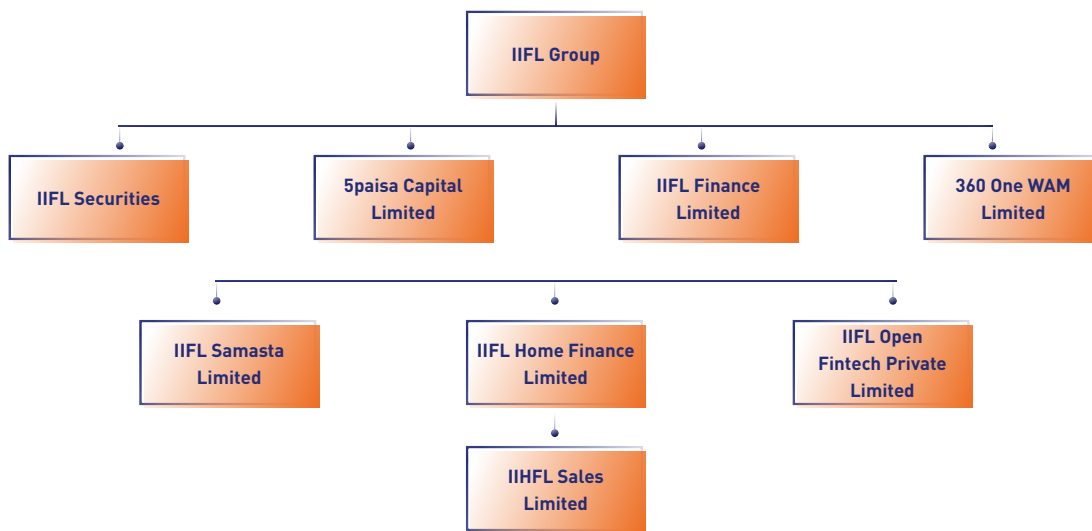 IIFL Group
IIFL Securities
5paisa Capital
Limited
IIFL Finance
Limited
360 One WAM
Limited
IIFL Samasta
Limited
IIFL Home Finance
Limited
IIFL Open
Fintech Private
Limited
IIHFL Sales
Limited